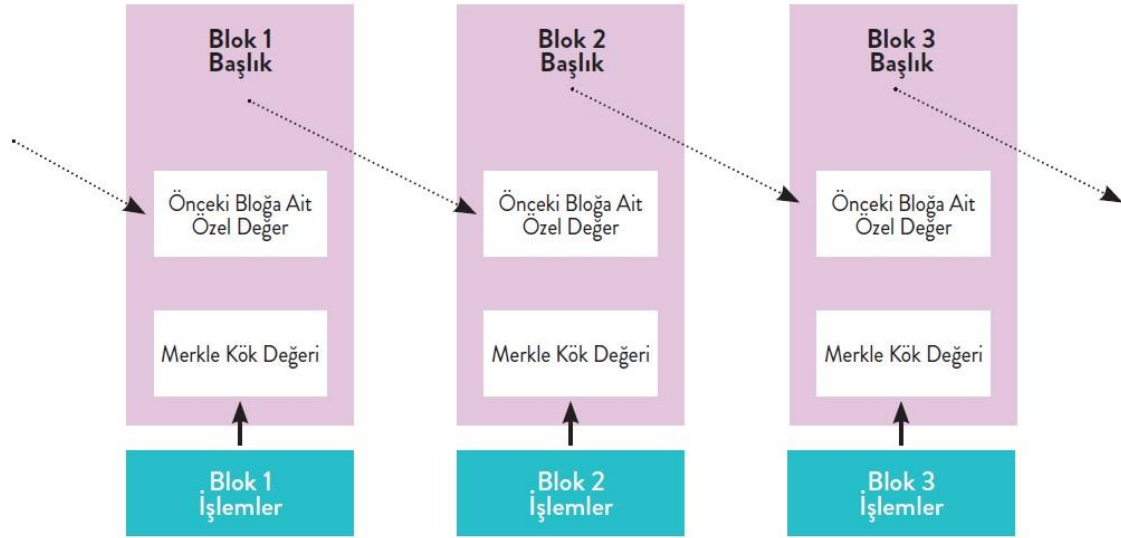 Blok 1
Başlık
Önceki Bloğa Ait
Özel Değer
Merkle Kök Değeri
Blok 1
İşlemler
Blok 2
Başlık
Önceki Bloğa Ait
Özel Değer
Merkle Kök Değeri
Blok 2
İşlemler
Blok 3
Başlık
Önceki Bloğa Ait
Özel Değer
Merkle Kök Değeri
Blok 3
İşlemler